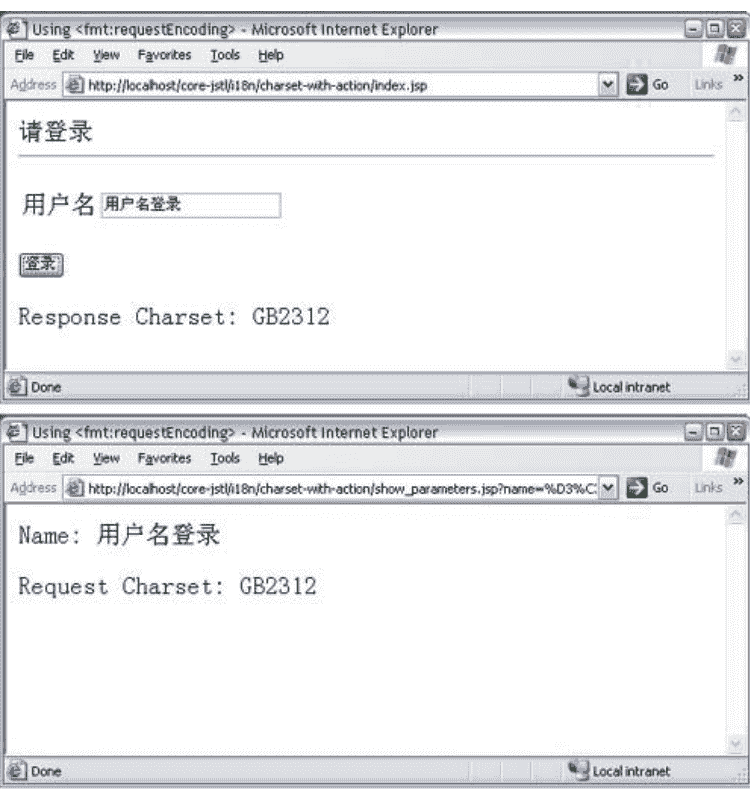 Using <fmt:requestEncoding> - Microsoft Internet Explorer
File Edit View Favorites Tools Help
Address http://localhost/core-jstl/i18n/charset-with-action/index.jsp Go Links »
请登录
用户名 用户名登录
登录
Response Charset: GB2312
Done Local intranet
Using <fmt:requestEncoding> - Microsoft Internet Explorer
File Edit View Favorites Tools Help
Address http://localhost/core-jstl/i18n/charset-with-action/show_parameters.jsp?name=%D3%C Go Links »
Name: 用户名登录
Request Charset: GB2312
Done Local intranet